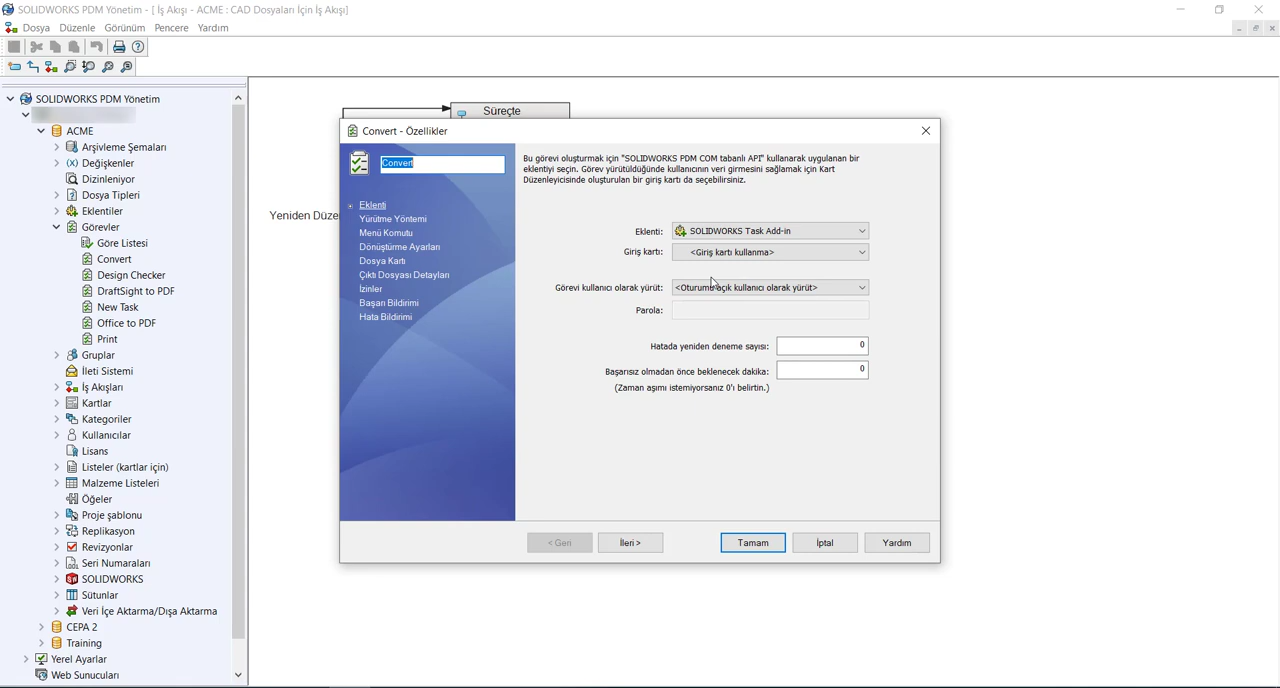 SOLIDWORKS PDM Yönetim - [ İş Akışı - ACME : CAD Dosyaları İçin İş Akışı]
Dosya Düzenle Görünüm Pencere Yardım
SOLIDWORKS PDM Yönetim
ACME
Arşivleme Şemaları
(x) Değişkenler
Dizinleniyor
Dosya Tipleri
Eklentiler
Görevler
Göre Listesi
Convert
Design Checker
DraftSight to PDF
New Task
Office to PDF
Print
Gruplar
İleti Sistemi
İş Akışları
Kartlar
Kategoriler
Kullanıcılar
Lisans
Listeler (kartlar için)
Malzeme Listeleri
Öğeler
Proje şablonu
Replikasyon
Revizyonlar
Seri Numaraları
SOLIDWORKS
Sütunlar
Veri İçe Aktarma/Dışa Aktarma
CEPA 2
Training
Yerel Ayarlar
Web Sunucuları
Süreçte
Yeniden Düze
Convert - Özellikler
Convert
Eklenti
Yürütme Yöntemi
Menü Komutu
Dönüştürme Ayarları
Dosya Kartı
Çıktı Dosyası Detayları
İzinler
Başarı Bildirimi
Hata Bildirimi
Bu görevi oluşturmak için "SOLIDWORKS PDM COM tabanlı API" kullanarak uygulanan bir
eklentiyi seçin. Görev yürütüldüğünde kullanıcının veri girmesini sağlamak için Kart
Düzenleyicisinde oluşturulan bir giriş kartı da seçebilirsiniz.
Eklenti: SOLIDWORKS Task Add-in
Giriş kartı: <Giriş kartı kullanma>
Görevi kullanıcı olarak yürüt: <Oturumu açık kullanıcı olarak yürüt>
Parola:
Hatada yeniden deneme sayısı: 0
Başarısız olmadan önce beklenecek dakika: 0
(Zaman aşımı istemiyorsanız 0'ı belirtin.)
< Geri İleri > Tamam İptal Yardım